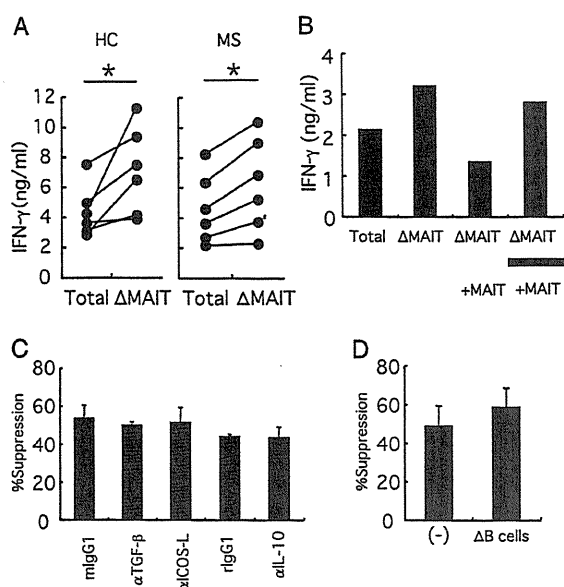 A
HC
MS
*
*
IFN-γ (ng/ml)
12
10
8
6
4
2
0
Total ΔMAIT
Total ΔMAIT
B
IFN-γ (ng/ml)
4
3
2
1
0
Total
ΔMAIT
ΔMAIT
ΔMAIT
+MAIT
+MAIT
C
%Suppression
80
60
40
20
0
mIgG1
αTGF-β
αICOS-L
rIgG1
αIL-10
D
%Suppression
80
60
40
20
0
(-)
ΔB cells